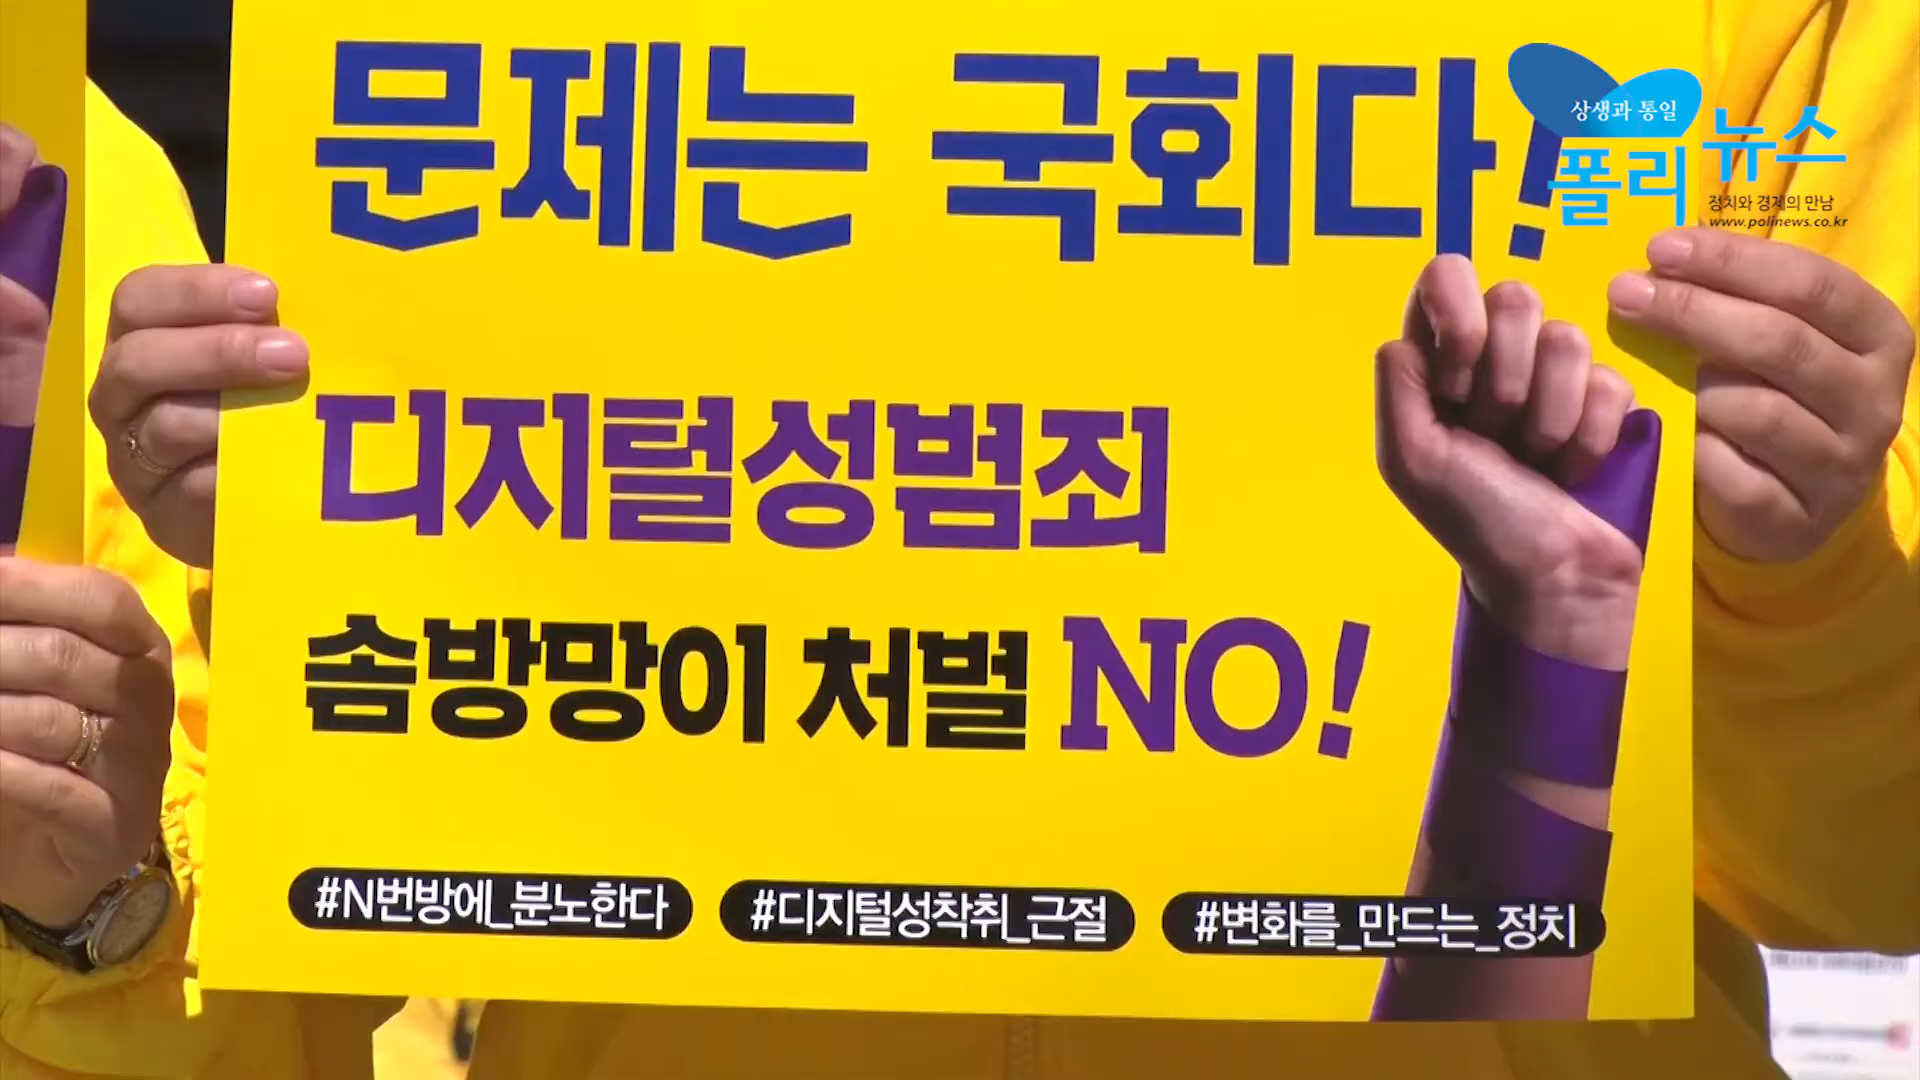 문제는 국회다!
상생과 통일
폴리뉴스
정치와 경제의 만남
www.polinews.co.kr
디지털성범죄
솜방망이 처벌 NO!
#N번방에_분노한다 #디지털성착취_근절 #변화를_만드는_정치